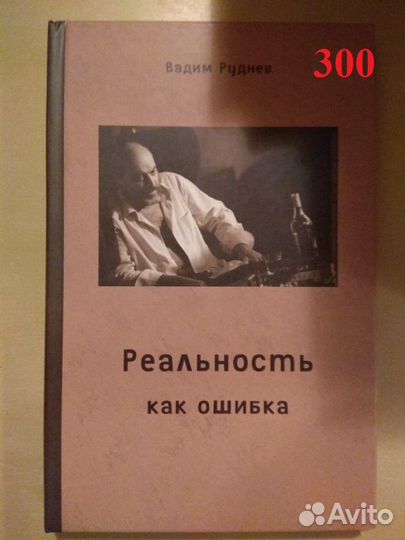 Вадим Руднев
300
Реальность
как ошибка
Avito